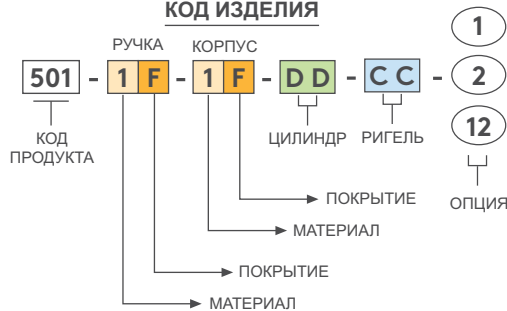 КОД ИЗДЕЛИЯ
РУЧКА КОРПУС
1
501 - 1 F - 1 F - D D - C C - 2
12
КОД
ПРОДУКТА
ЦИЛИНДР РИГЕЛЬ
ОПЦИЯ
ПОКРЫТИЕ
МАТЕРИАЛ
ПОКРЫТИЕ
МАТЕРИАЛ